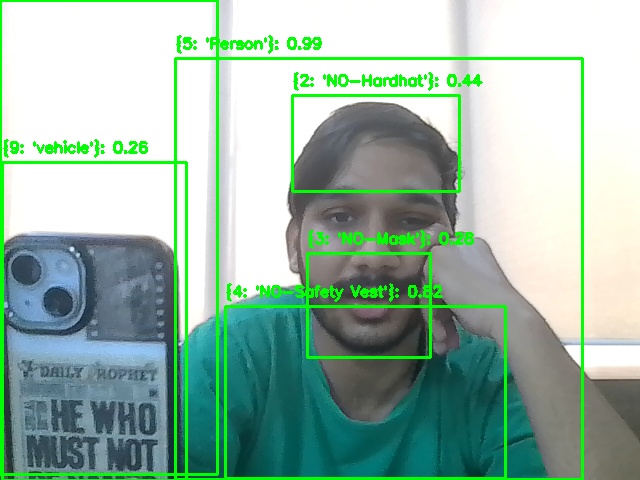 {5: 'Person'}: 0.99
{2: 'NO-Hardhat'}: 0.44
{9: 'vehicle'}: 0.26
{3: 'NO-Mask'}: 0.28
{4: 'NO-Safety Vest'}: 0.82
DAILY PROPHET
HE WHO
MUST NOT